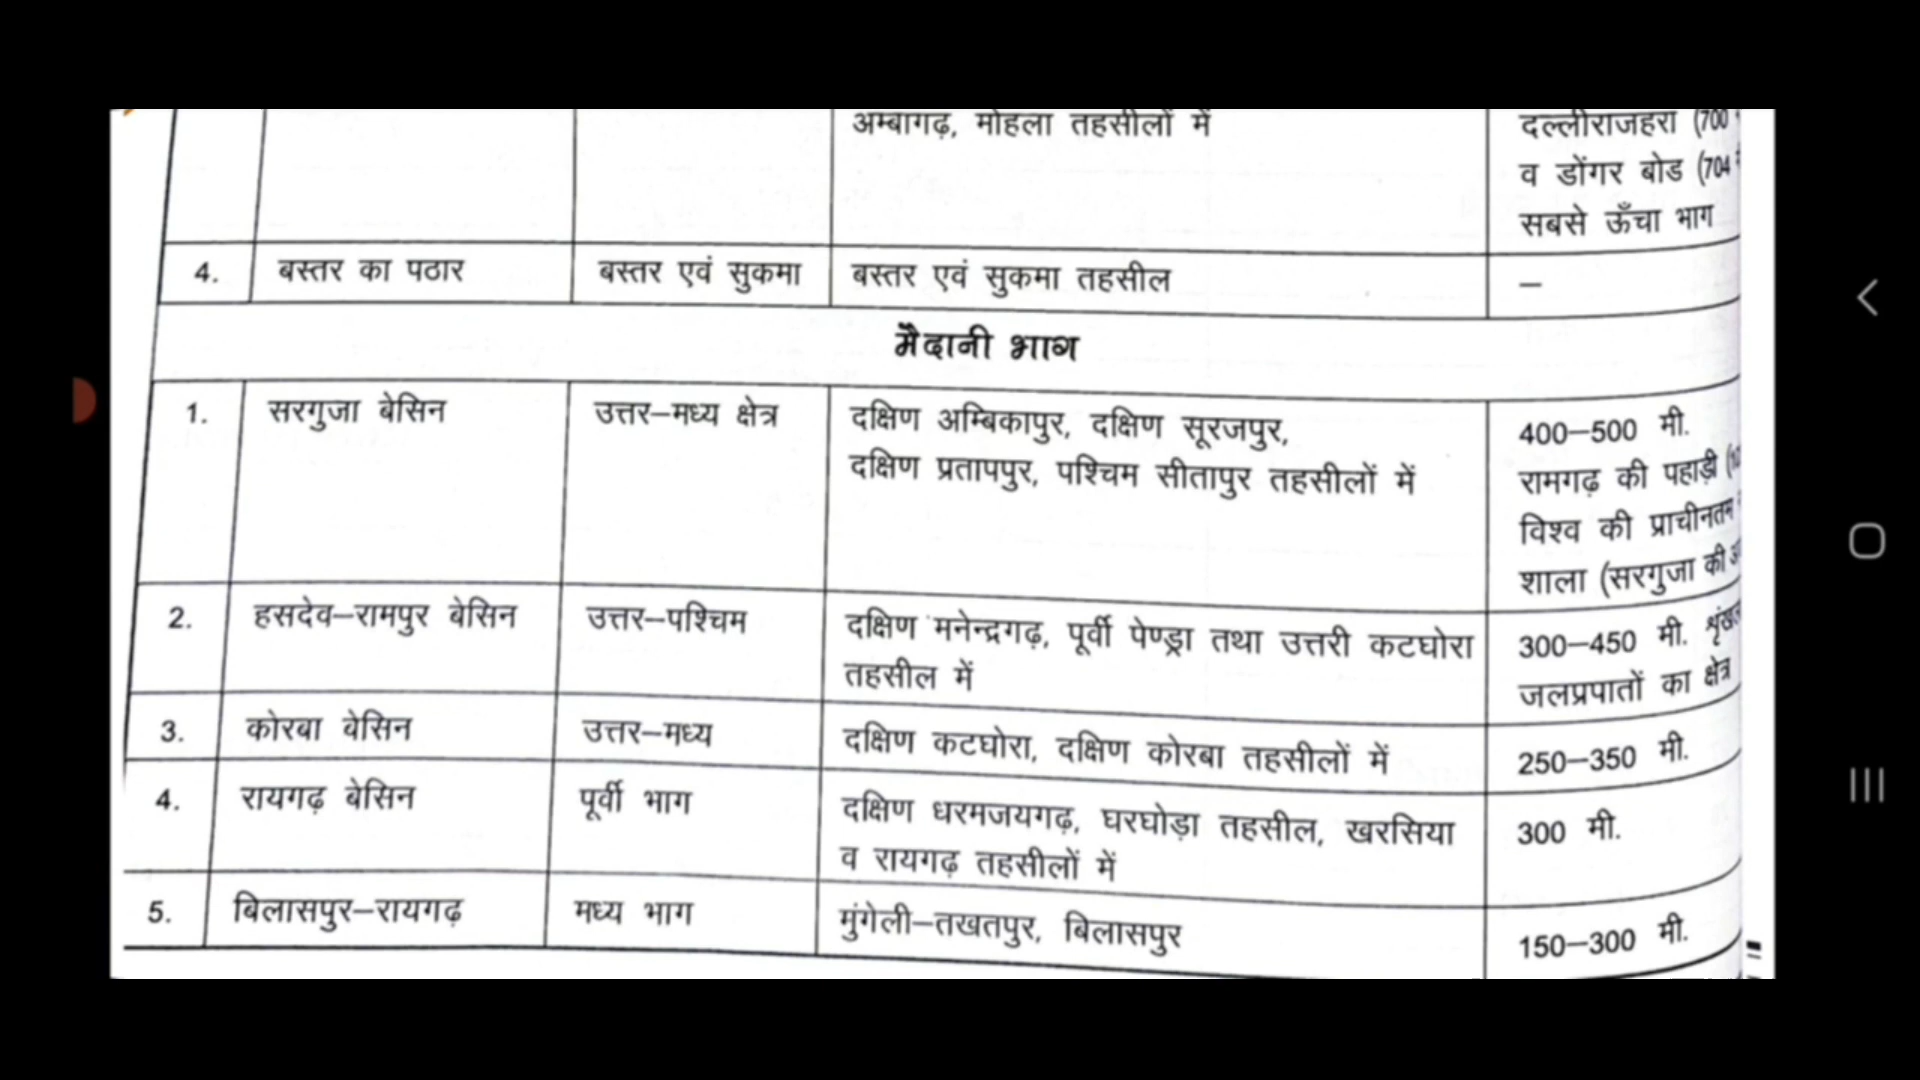 अम्बागढ़, मोहला तहसीलों में
दल्लीराजहरा (700
व डोंगर बोड (704
सबसे ऊँचा भाग
4. बस्तर का पठार बस्तर एवं सुकमा बस्तर एवं सुकमा तहसील –
मैदानी भाग
1. सरगुजा बेसिन उत्तर–मध्य क्षेत्र दक्षिण अम्बिकापुर, दक्षिण सूरजपुर,
दक्षिण प्रतापपुर, पश्चिम सीतापुर तहसीलों में
400–500 मी.
रामगढ़ की पहाड़ी
विश्व की प्राचीनतम
शाला (सरगुजा की
2. हसदेव–रामपुर बेसिन उत्तर–पश्चिम दक्षिण मनेन्द्रगढ़, पूर्वी पेण्ड्रा तथा उत्तरी कटघोरा
तहसील में
300–450 मी.
जलप्रपातों का क्षेत्र
3. कोरबा बेसिन उत्तर–मध्य दक्षिण कटघोरा, दक्षिण कोरबा तहसीलों में 250–350 मी.
4. रायगढ़ बेसिन पूर्वी भाग दक्षिण धरमजयगढ़, घरघोड़ा तहसील, खरसिया
व रायगढ़ तहसीलों में
300 मी.
5. बिलासपुर–रायगढ़ मध्य भाग मुंगेली–तखतपुर, बिलासपुर 150–300 मी.